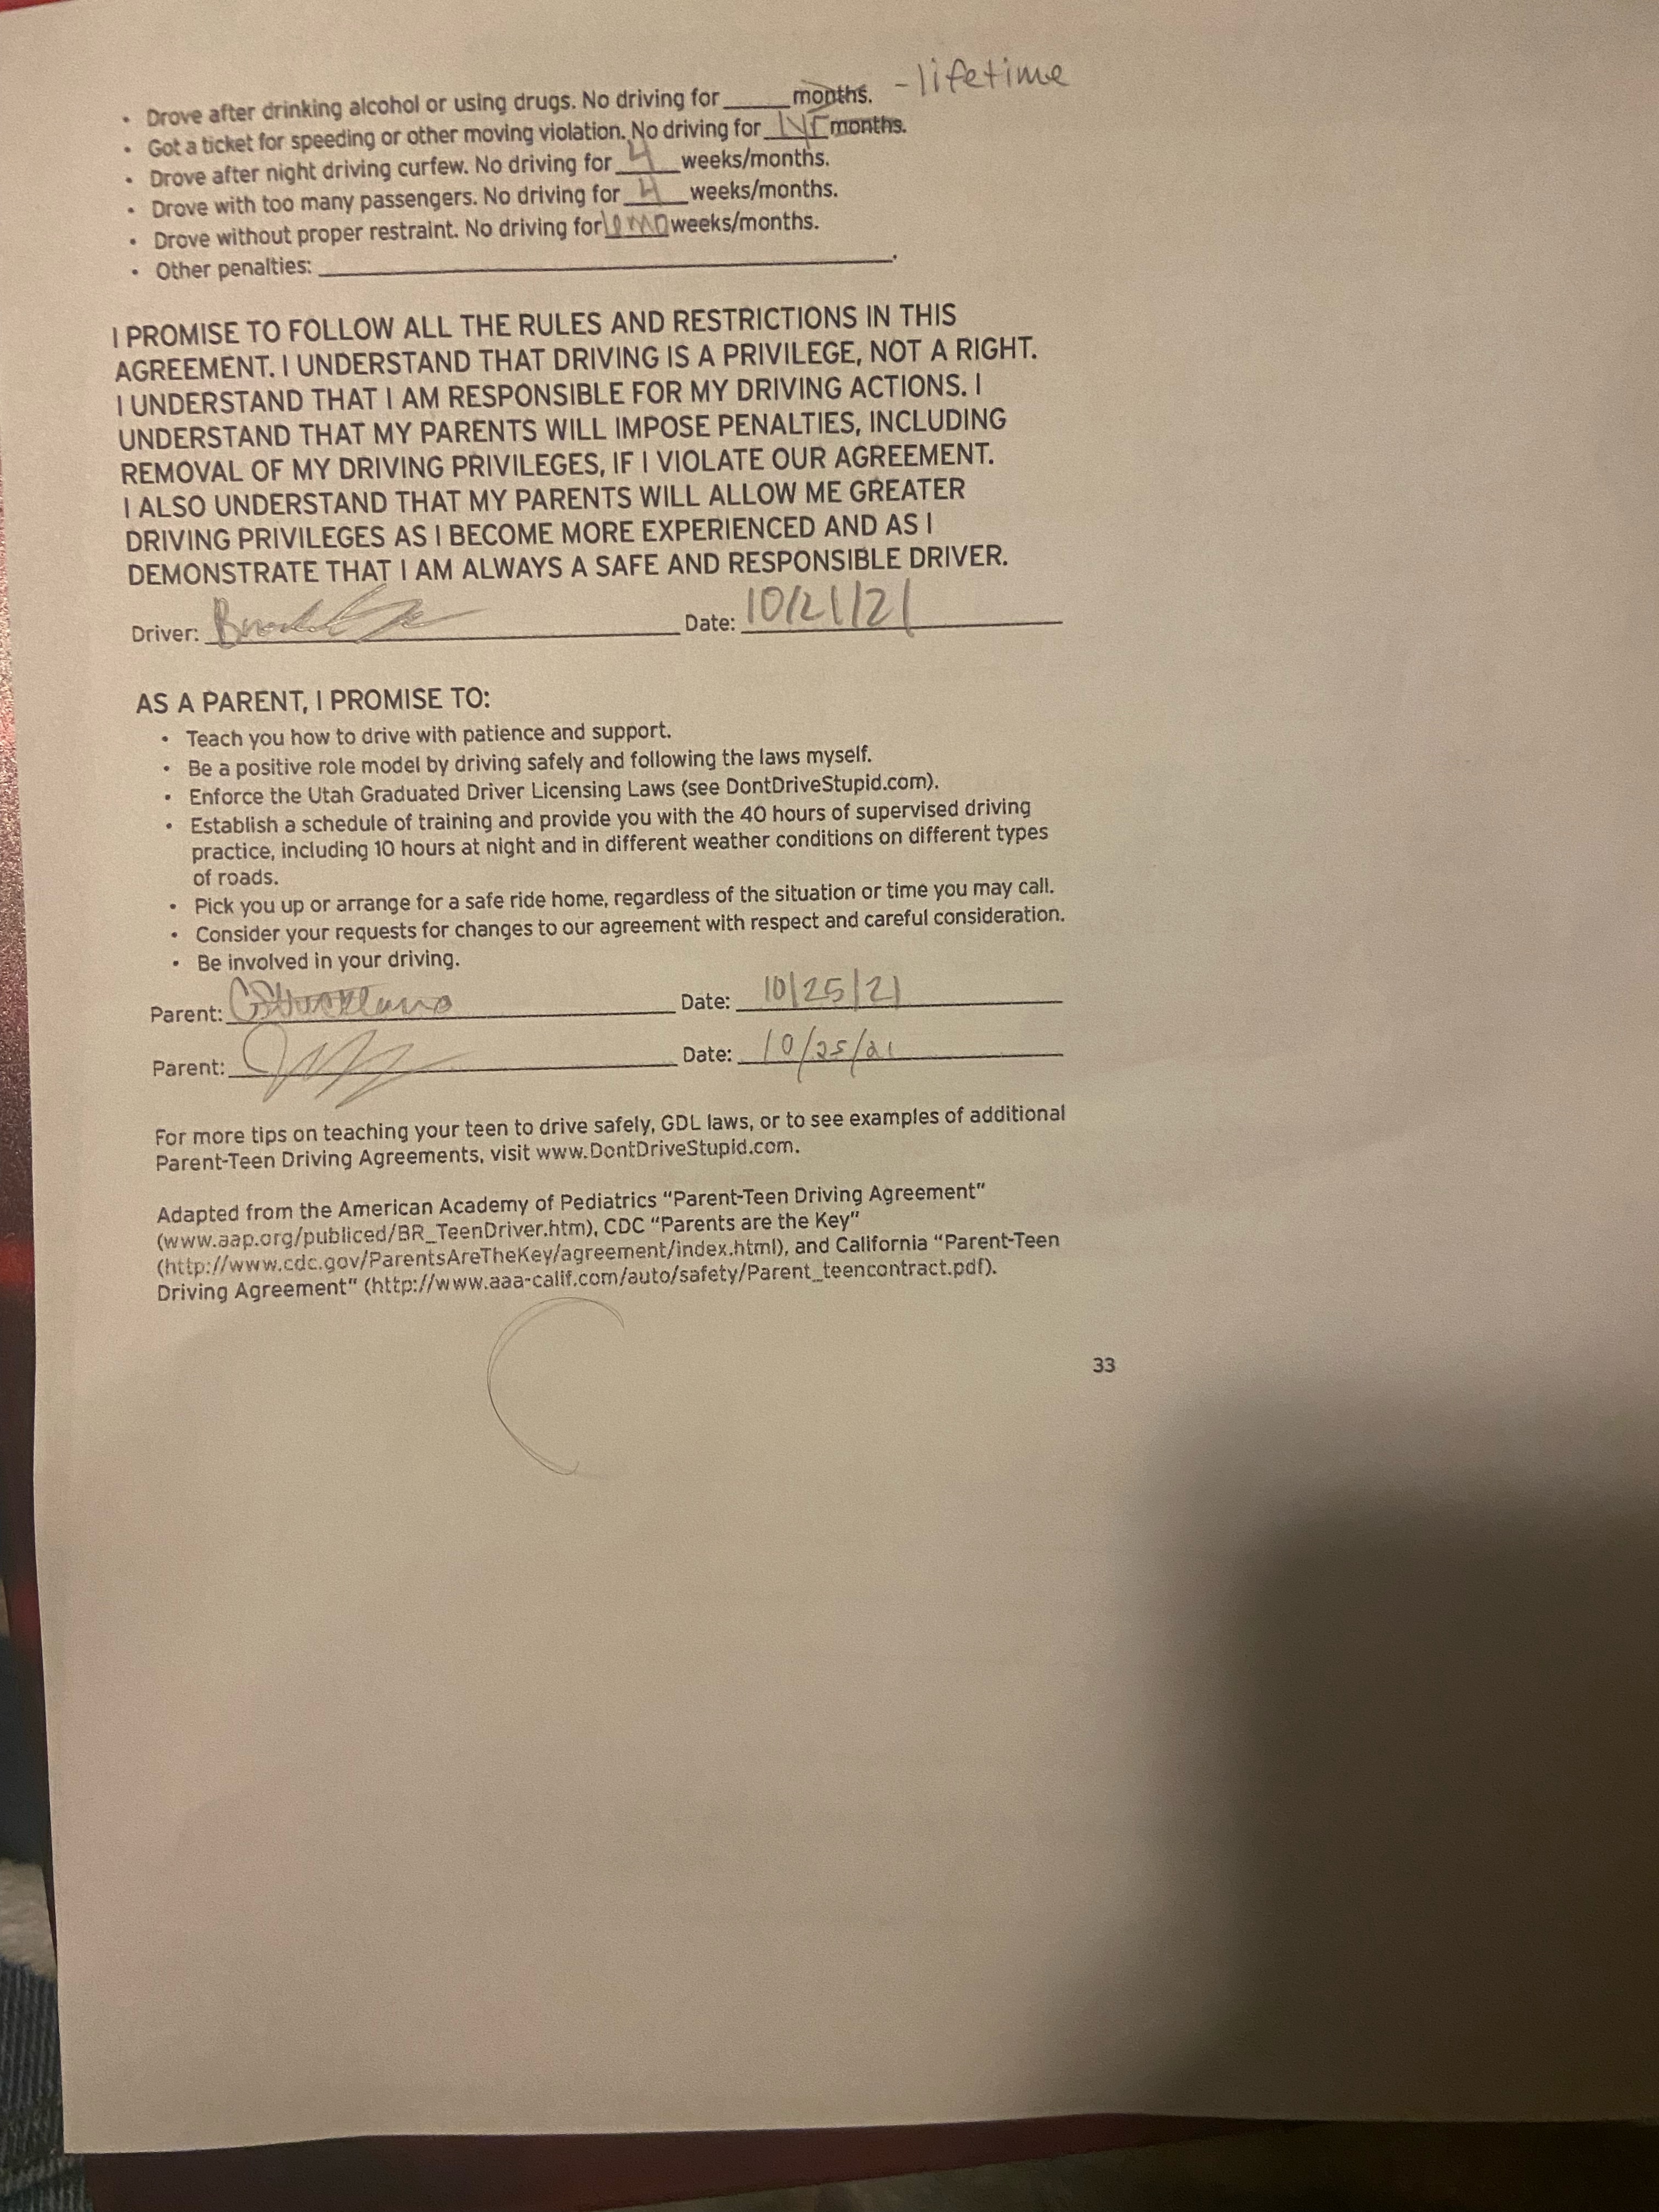 • Drove after drinking alcohol or using drugs. No driving for _____ months. - lifetime
• Got a ticket for speeding or other moving violation. No driving for 1yr months.
• Drove after night driving curfew. No driving for 4 weeks/months.
• Drove with too many passengers. No driving for 4 weeks/months.
• Drove without proper restraint. No driving for mo weeks/months.
• Other penalties: ______.
I PROMISE TO FOLLOW ALL THE RULES AND RESTRICTIONS IN THIS
AGREEMENT. I UNDERSTAND THAT DRIVING IS A PRIVILEGE, NOT A RIGHT.
I UNDERSTAND THAT I AM RESPONSIBLE FOR MY DRIVING ACTIONS. I
UNDERSTAND THAT MY PARENTS WILL IMPOSE PENALTIES, INCLUDING
REMOVAL OF MY DRIVING PRIVILEGES, IF I VIOLATE OUR AGREEMENT.
I ALSO UNDERSTAND THAT MY PARENTS WILL ALLOW ME GREATER
DRIVING PRIVILEGES AS I BECOME MORE EXPERIENCED AND AS I
DEMONSTRATE THAT I AM ALWAYS A SAFE AND RESPONSIBLE DRIVER.
Driver: Date: 10/21/21
AS A PARENT, I PROMISE TO:
• Teach you how to drive with patience and support.
• Be a positive role model by driving safely and following the laws myself.
• Enforce the Utah Graduated Driver Licensing Laws (see DontDriveStupid.com).
• Establish a schedule of training and provide you with the 40 hours of supervised driving
practice, including 10 hours at night and in different weather conditions on different types
of roads.
• Pick you up or arrange for a safe ride home, regardless of the situation or time you may call.
• Consider your requests for changes to our agreement with respect and careful consideration.
• Be involved in your driving.
Parent: Date: 10/25/21
Parent: Date: 10/25/21
For more tips on teaching your teen to drive safely, GDL laws, or to see examples of additional
Parent-Teen Driving Agreements, visit www.DontDriveStupid.com.
Adapted from the American Academy of Pediatrics "Parent-Teen Driving Agreement"
(www.aap.org/publiced/BR_TeenDriver.htm), CDC "Parents are the Key"
(http://www.cdc.gov/ParentsAreTheKey/agreement/index.html), and California "Parent-Teen
Driving Agreement" (http://www.aaa-calif.com/auto/safety/Parent_teencontract.pdf).
33